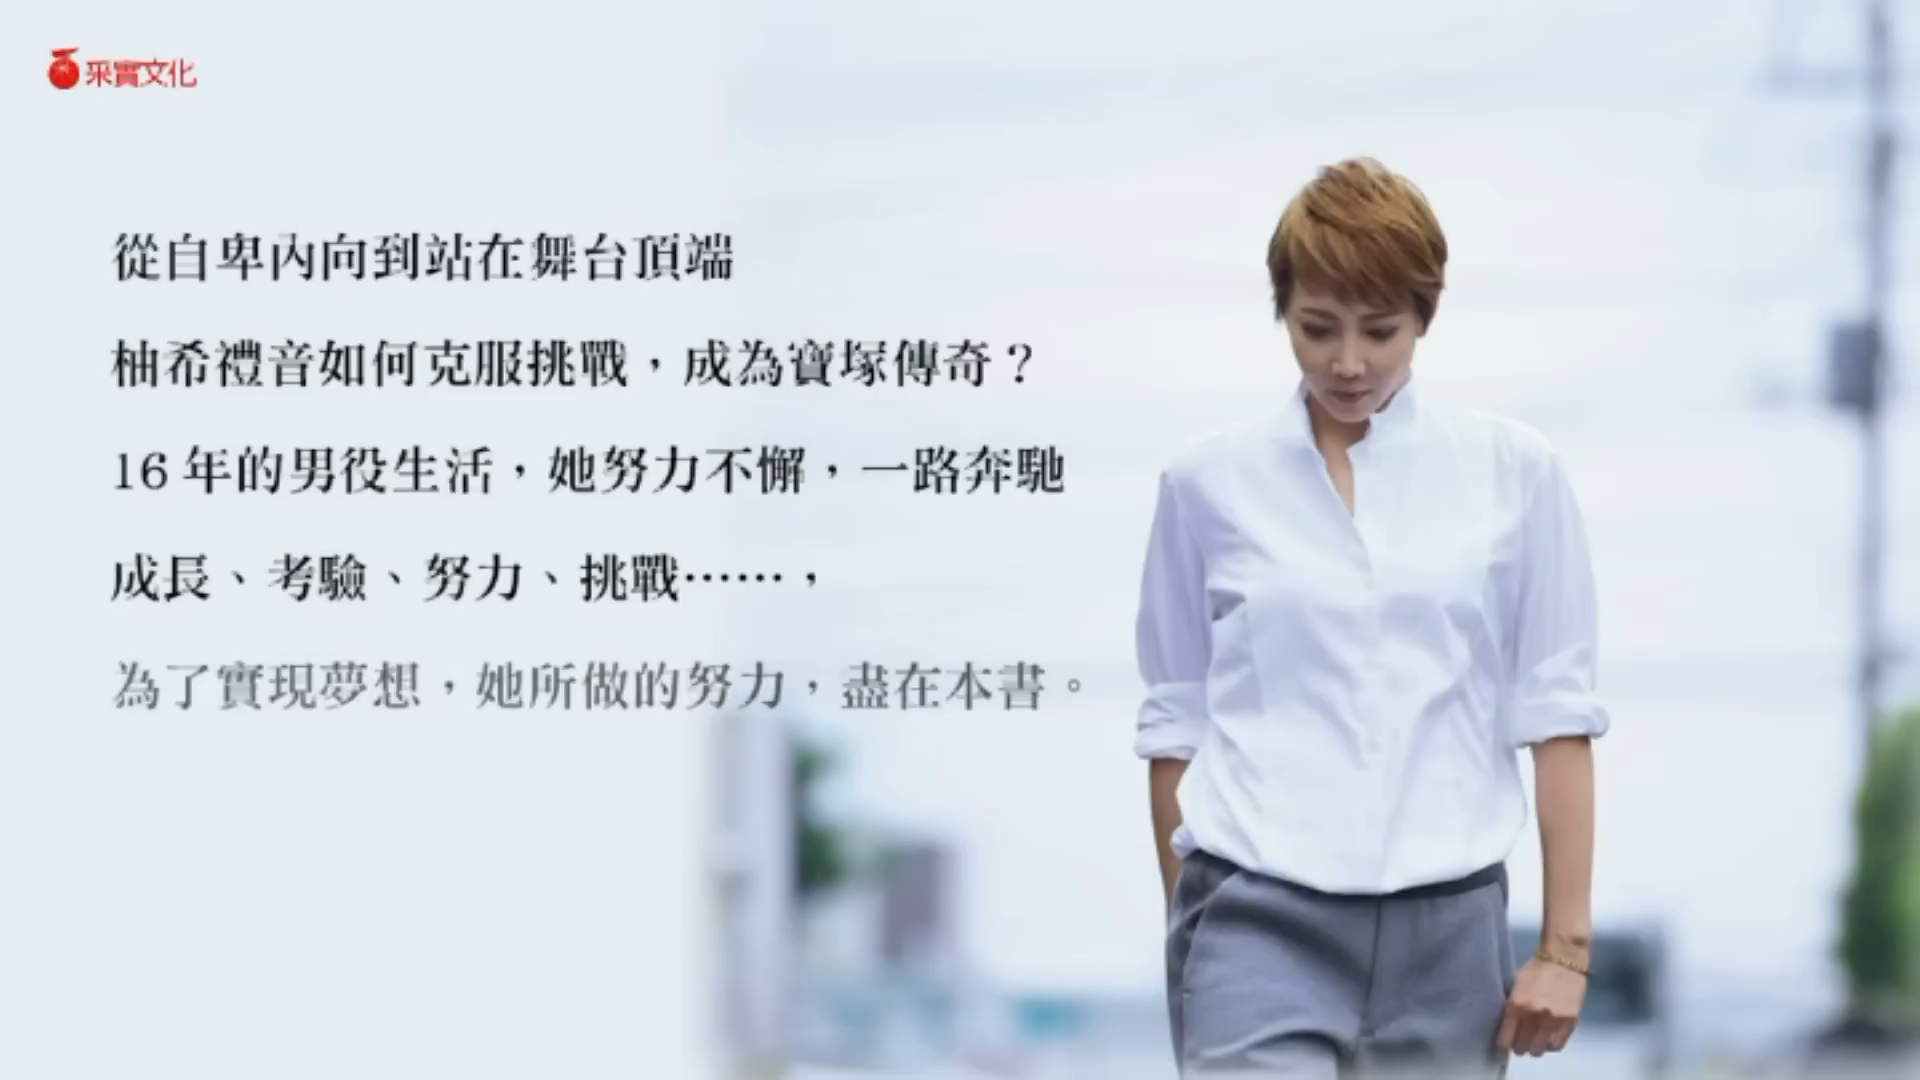 采實文化
從自卑內向到站在舞台頂端
柚希禮音如何克服挑戰，成為寶塚傳奇？
16 年的男役生活，她努力不懈，一路奔馳
成長、考驗、努力、挑戰……，
為了實現夢想，她所做的努力，盡在本書。